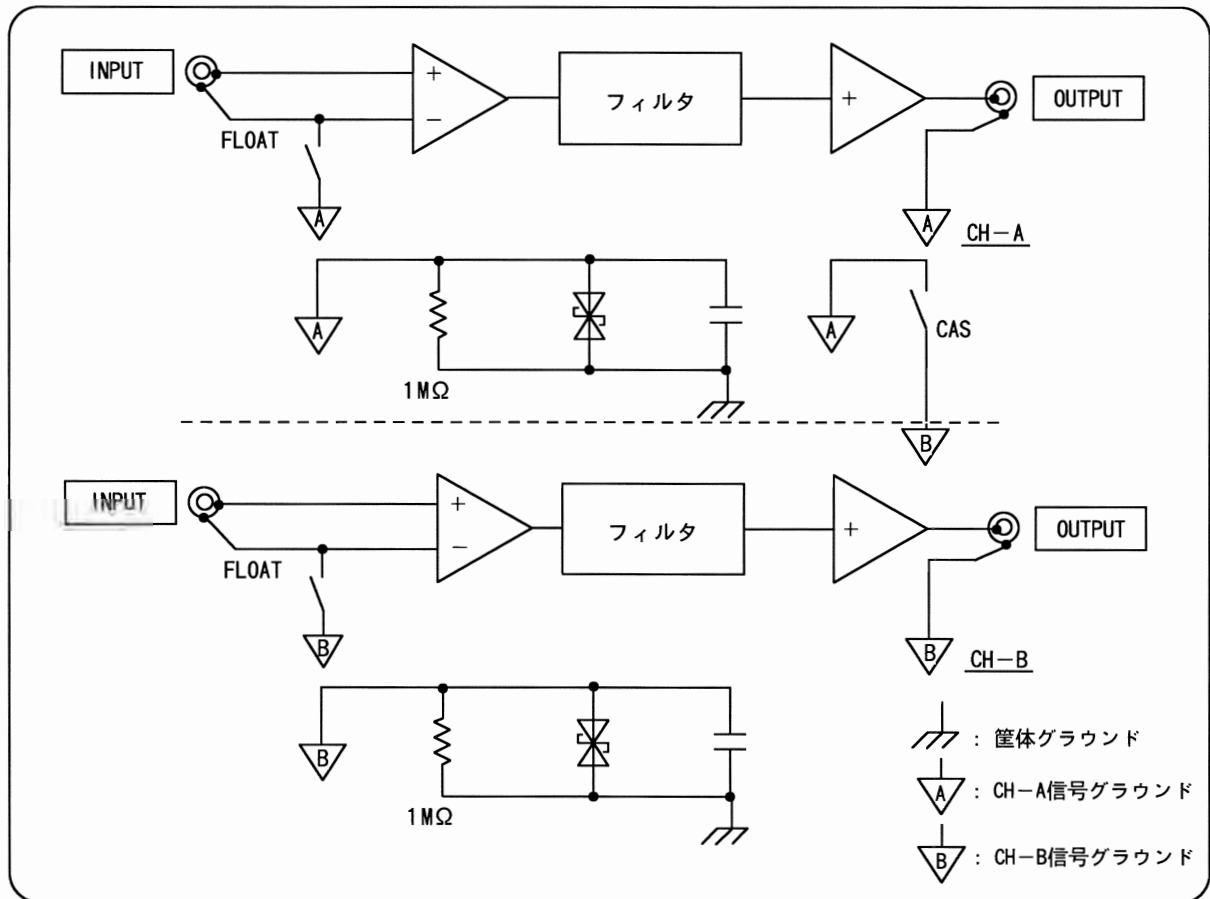 INPUT
FLOAT
+
−
フィルタ
+
OUTPUT
A
A
CH−A
A
1MΩ
A
CAS
B
INPUT
FLOAT
+
−
フィルタ
+
OUTPUT
B
B
CH−B
B
1MΩ
: 筐体グラウンド
A : CH−A信号グラウンド
B : CH−B信号グラウンド